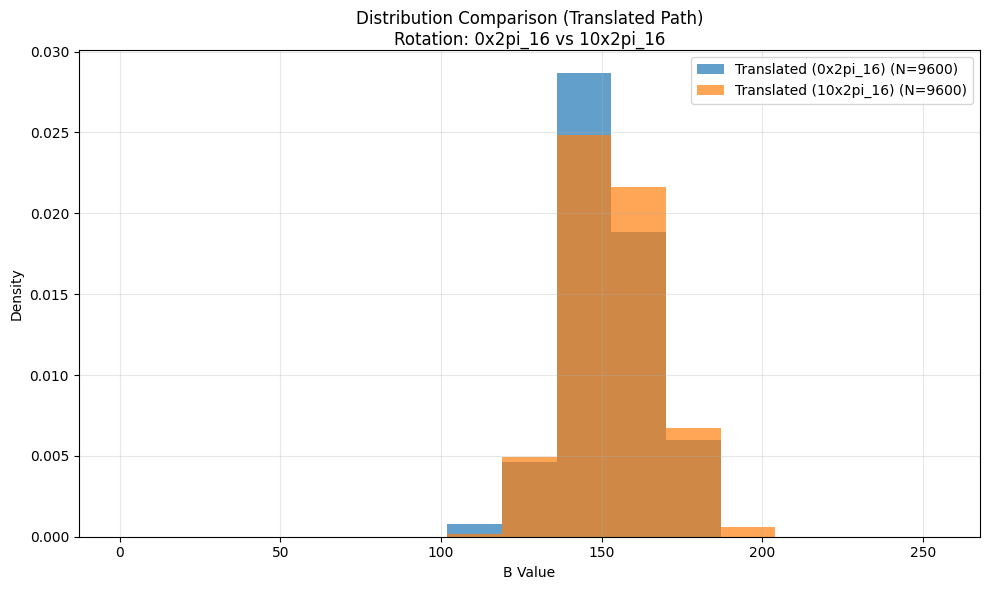 Distribution Comparison (Translated Path)
Rotation: 0x2pi_16 vs 10x2pi_16
Translated (0x2pi_16) (N=9600)
Translated (10x2pi_16) (N=9600)
0.030
0.025
0.020
0.015
0.010
0.005
0.000
Density
0 50 100 150 200 250
B Value